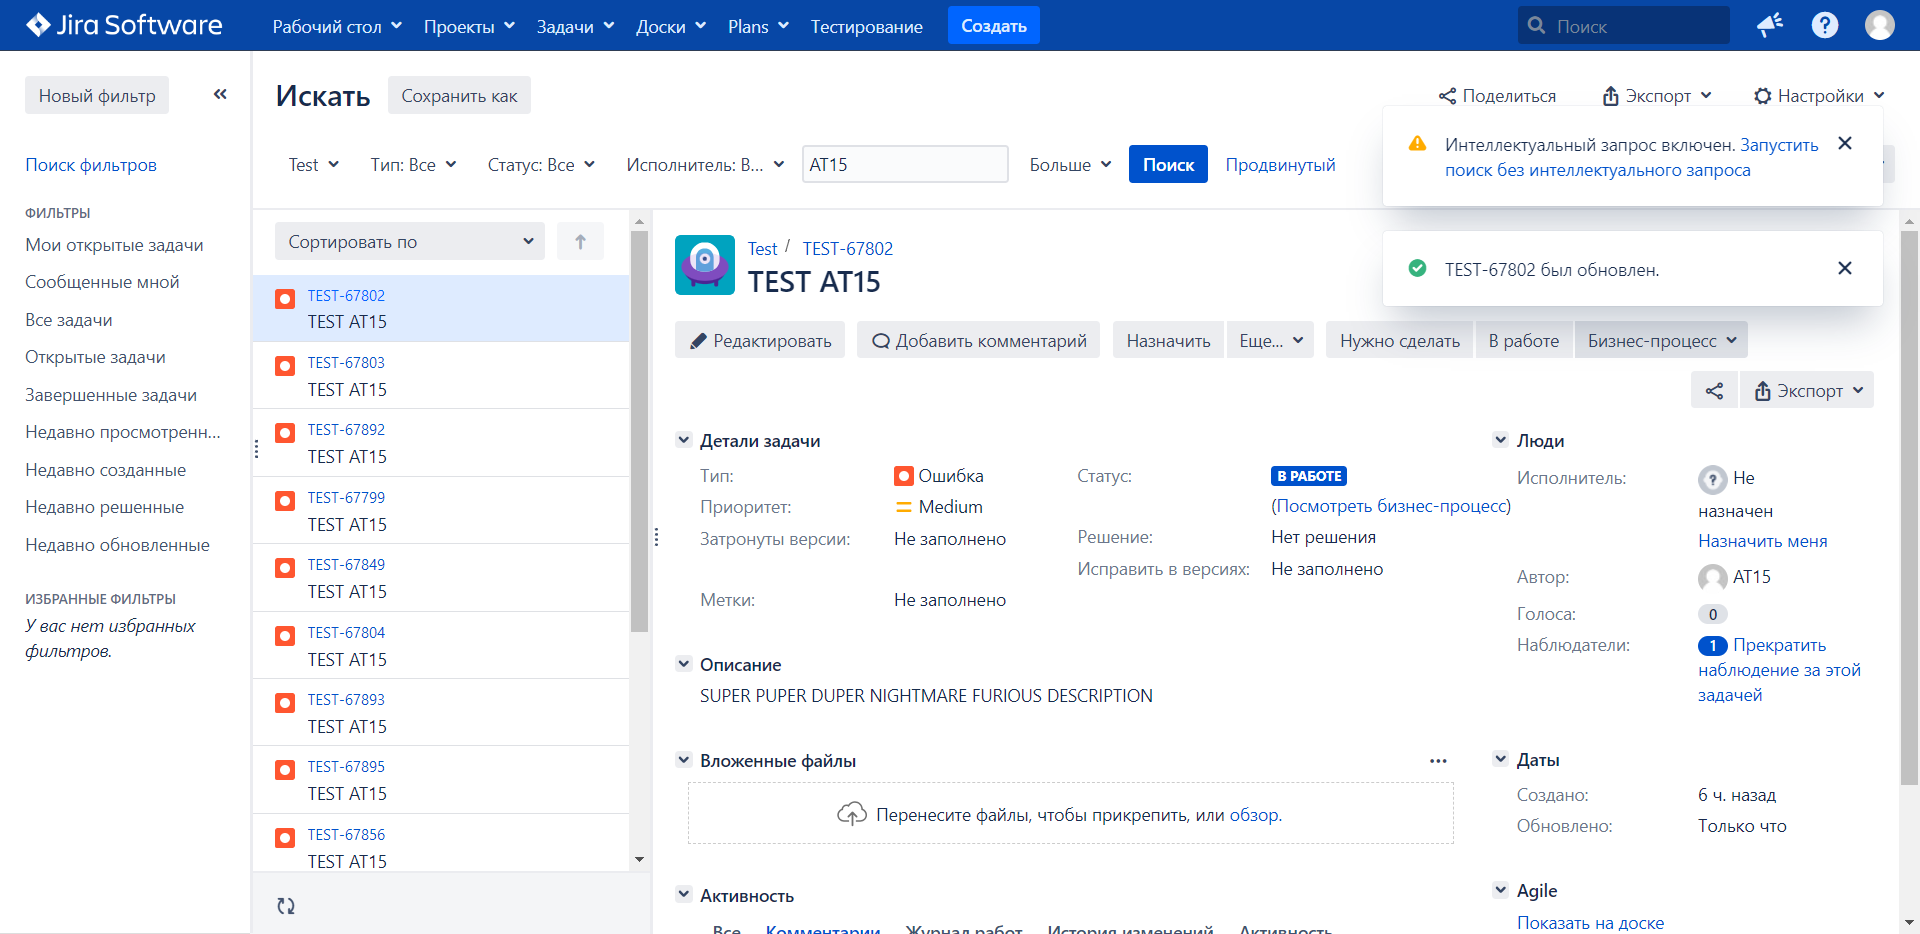 Jira Software
Рабочий стол
Проекты
Задачи
Доски
Plans
Тестирование
Создать
Поиск
Новый фильтр
Поиск фильтров
ФИЛЬТРЫ
Мои открытые задачи
Сообщенные мной
Все задачи
Открытые задачи
Завершенные задачи
Недавно просмотренн...
Недавно созданные
Недавно решенные
Недавно обновленные
ИЗБРАННЫЕ ФИЛЬТРЫ
У вас нет избранных
фильтров.
Искать
Сохранить как
Поделиться
Экспорт
Настройки
Test
Тип: Все
Статус: Все
Исполнитель: В...
AT15
Больше
Поиск
Продвинутый
Интеллектуальный запрос включен. Запустить
поиск без интеллектуального запроса
TEST-67802 был обновлен.
Сортировать по
TEST-67802
TEST AT15
TEST-67803
TEST AT15
TEST-67892
TEST AT15
TEST-67799
TEST AT15
TEST-67849
TEST AT15
TEST-67804
TEST AT15
TEST-67893
TEST AT15
TEST-67895
TEST AT15
TEST-67856
TEST AT15
Test / TEST-67802
TEST AT15
Редактировать
Добавить комментарий
Назначить
Еще...
Нужно сделать
В работе
Бизнес-процесс
Экспорт
Детали задачи
Тип:
Ошибка
Приоритет:
Medium
Затронуты версии:
Не заполнено
Метки:
Не заполнено
Статус:
В РАБОТЕ
(Посмотреть бизнес-процесс)
Решение:
Нет решения
Исправить в версиях:
Не заполнено
Описание
SUPER PUPER DUPER NIGHTMARE FURIOUS DESCRIPTION
Вложенные файлы
Перенесите файлы, чтобы прикрепить, или обзор.
Активность
Все
Комментарии
Журнал работ
История изменений
Активность
Люди
Исполнитель:
Не
назначен
Назначить меня
Автор:
AT15
Голоса:
0
Наблюдатели:
1 Прекратить
наблюдение за этой
задачей
Даты
Создано:
6 ч. назад
Обновлено:
Только что
Agile
Показать на доске